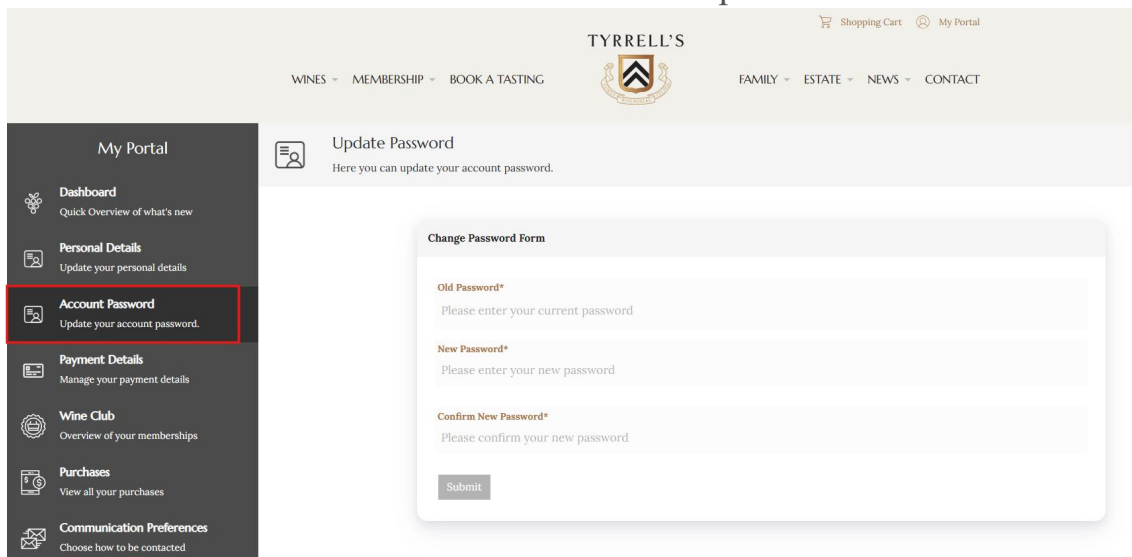 Shopping Cart
My Portal
TYRRELL'S
WINES
MEMBERSHIP
BOOK A TASTING
FAMILY
ESTATE
NEWS
CONTACT
My Portal
Dashboard
Quick Overview of what's new
Personal Details
Update your personal details
Account Password
Update your account password.
Payment Details
Manage your payment details
Wine Club
Overview of your memberships
Purchases
View all your purchases
Communication Preferences
Choose how to be contacted
Update Password
Here you can update your account password.
Change Password Form
Old Password*
Please enter your current password
New Password*
Please enter your new password
Confirm New Password*
Please confirm your new password
Submit